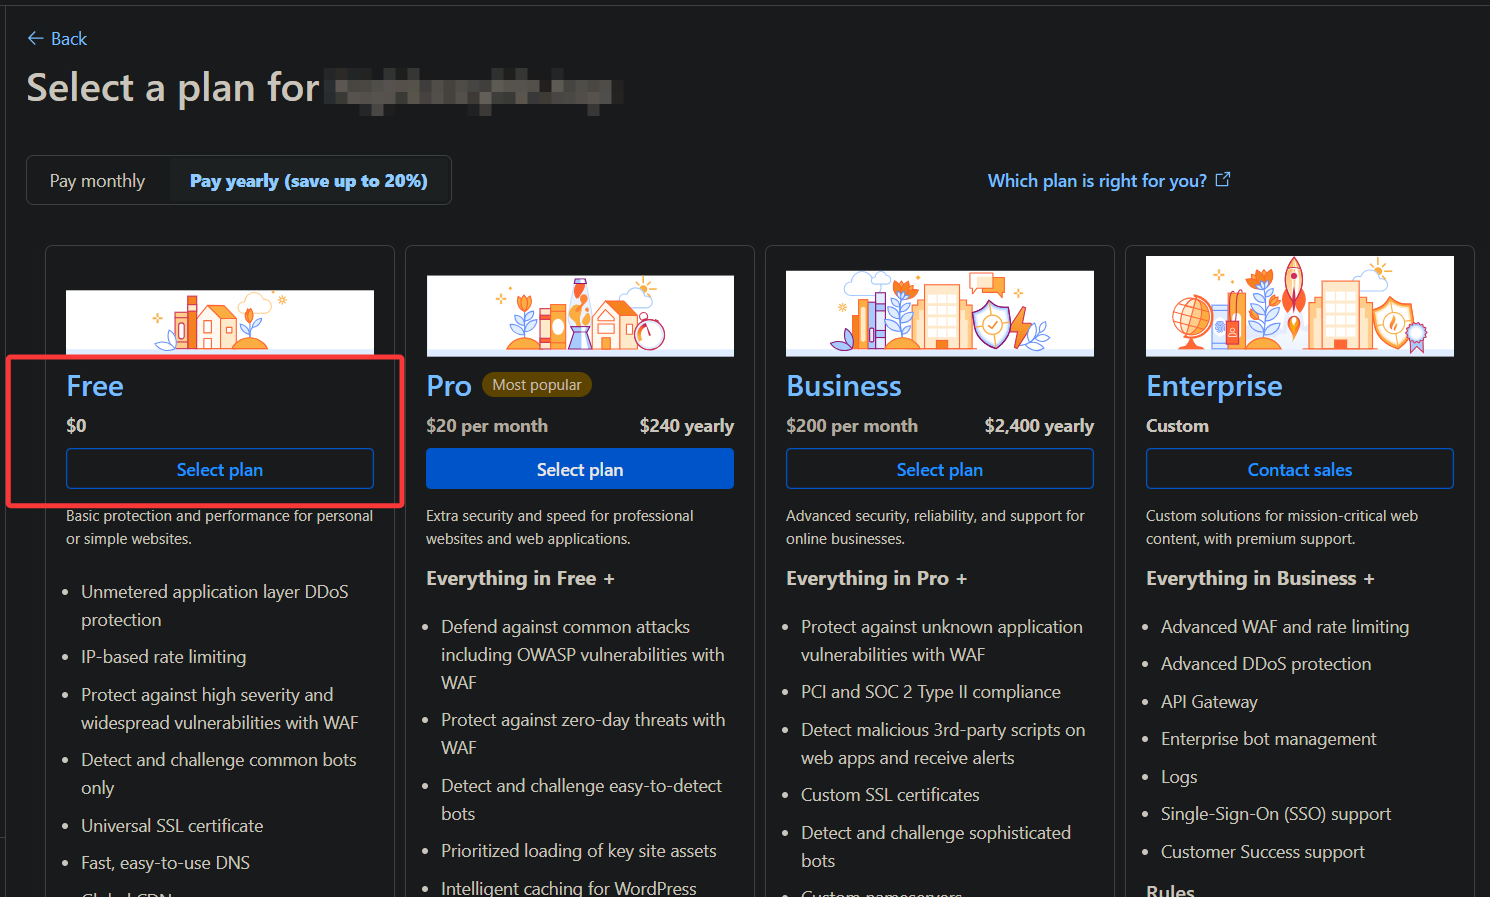 Back
Select a plan for
Pay monthly
Pay yearly (save up to 20%)
Which plan is right for you?
Free
$0
Select plan
Basic protection and performance for personal
or simple websites.
Unmetered application layer DDoS
protection
IP-based rate limiting
Protect against high severity and
widespread vulnerabilities with WAF
Detect and challenge common bots
only
Universal SSL certificate
Fast, easy-to-use DNS
Global CDN
Pro
Most popular
$20 per month
$240 yearly
Select plan
Extra security and speed for professional
websites and web applications.
Everything in Free +
Defend against common attacks
including OWASP vulnerabilities with
WAF
Protect against zero-day threats with
WAF
Detect and challenge easy-to-detect
bots
Prioritized loading of key site assets
Intelligent caching for WordPress
Business
$200 per month
$2,400 yearly
Select plan
Advanced security, reliability, and support for
online businesses.
Everything in Pro +
Protect against unknown application
vulnerabilities with WAF
PCI and SOC 2 Type II compliance
Detect malicious 3rd-party scripts on
web apps and receive alerts
Custom SSL certificates
Detect and challenge sophisticated
bots
Custom nameservers
Enterprise
Custom
Contact sales
Custom solutions for mission-critical web
content, with premium support.
Everything in Business +
Advanced WAF and rate limiting
Advanced DDoS protection
API Gateway
Enterprise bot management
Logs
Single-Sign-On (SSO) support
Customer Success support
Rules